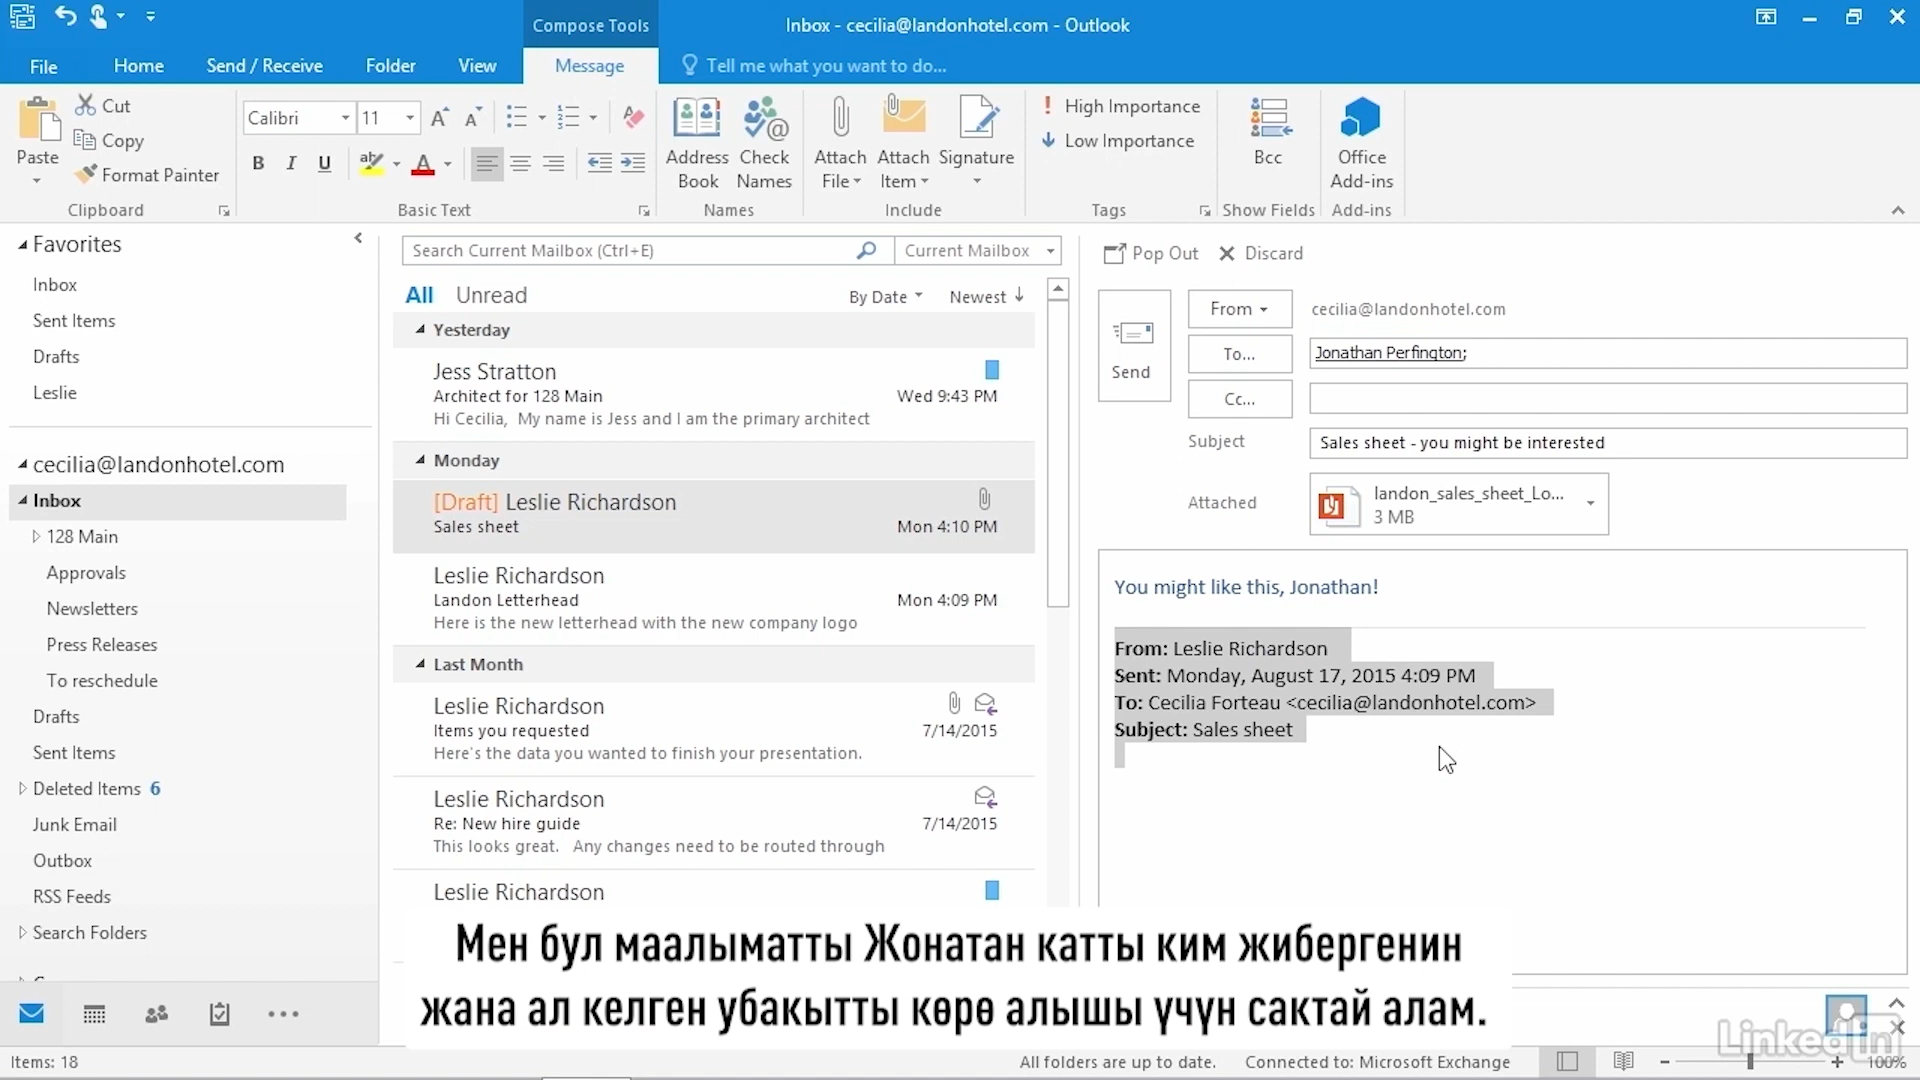 Compose Tools
Inbox - cecilia@landonhotel.com - Outlook
File
Home
Send / Receive
Folder
View
Message
Tell me what you want to do...
Paste
Cut
Copy
Format Painter
Clipboard
Calibri
11
B I U
Basic Text
Address Book
Check Names
Names
Attach File
Attach Item
Signature
Include
High Importance
Low Importance
Tags
Bcc
Show Fields
Office Add-ins
Add-ins
Favorites
Inbox
Sent Items
Drafts
Leslie
cecilia@landonhotel.com
Inbox
128 Main
Approvals
Newsletters
Press Releases
To reschedule
Drafts
Sent Items
Deleted Items 6
Junk Email
Outbox
RSS Feeds
Search Folders
Search Current Mailbox (Ctrl+E)
Current Mailbox
All
Unread
By Date
Newest
Yesterday
Jess Stratton
Architect for 128 Main
Wed 9:43 PM
Hi Cecilia, My name is Jess and I am the primary architect
Monday
[Draft] Leslie Richardson
Sales sheet
Mon 4:10 PM
Leslie Richardson
Landon Letterhead
Mon 4:09 PM
Here is the new letterhead with the new company logo
Last Month
Leslie Richardson
Items you requested
7/14/2015
Here's the data you wanted to finish your presentation.
Leslie Richardson
Re: New hire guide
7/14/2015
This looks great. Any changes need to be routed through
Leslie Richardson
Pop Out
Discard
Send
From
cecilia@landonhotel.com
To...
Jonathan Perfington;
Cc...
Subject
Sales sheet - you might be interested
Attached
landon_sales_sheet_Lo...
3 MB
You might like this, Jonathan!
From: Leslie Richardson
Sent: Monday, August 17, 2015 4:09 PM
To: Cecilia Forteau <cecilia@landonhotel.com>
Subject: Sales sheet
Мен бул маалыматты Жонатан катты ким жибергенин
жана ал келген убакытты көрө алышы үчүн сактай алам.
LinkedIn
Items: 18
All folders are up to date.
Connected to: Microsoft Exchange
100%